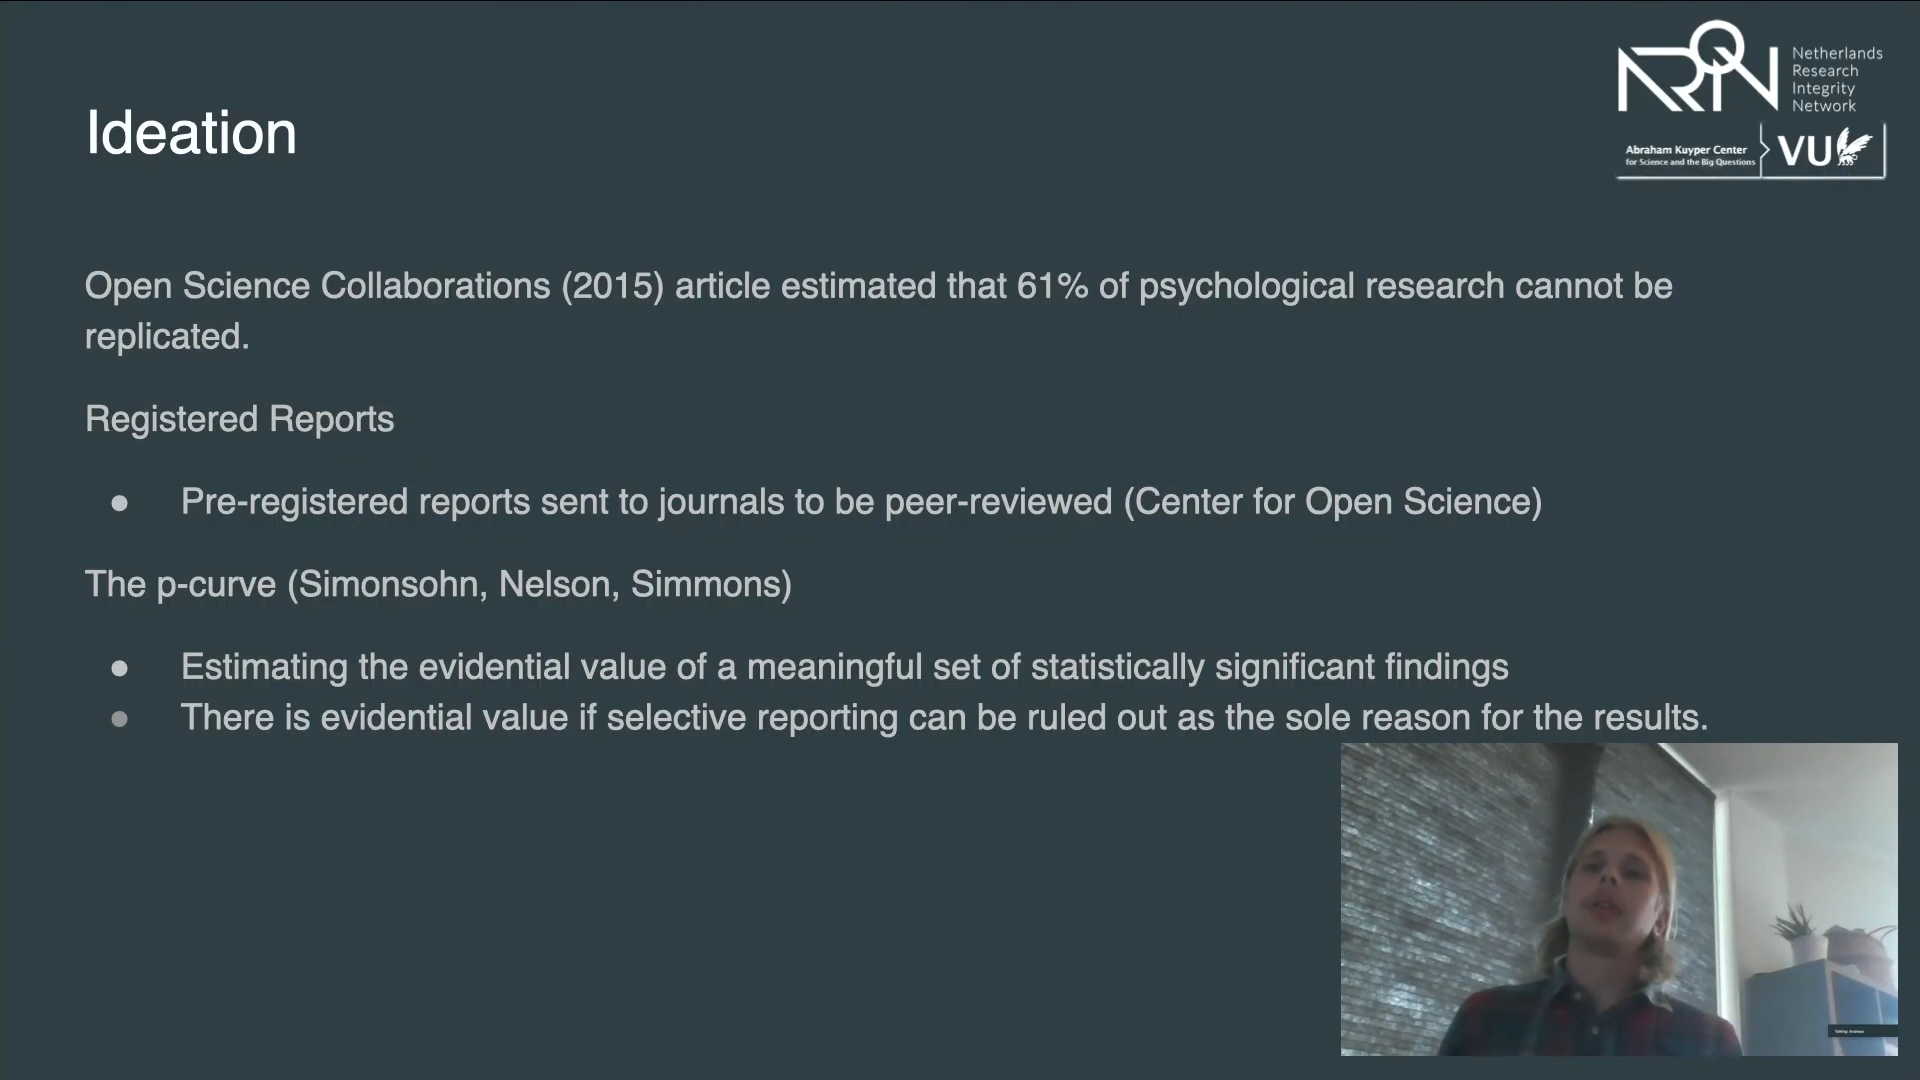 Ideation
NRIN
Netherlands
Research
Integrity
Network
Abraham Kuyper Center
for Science and the Big Questions
VU
Open Science Collaborations (2015) article estimated that 61% of psychological research cannot be
replicated.
Registered Reports
● Pre-registered reports sent to journals to be peer-reviewed (Center for Open Science)
The p-curve (Simonsohn, Nelson, Simmons)
● Estimating the evidential value of a meaningful set of statistically significant findings
● There is evidential value if selective reporting can be ruled out as the sole reason for the results.